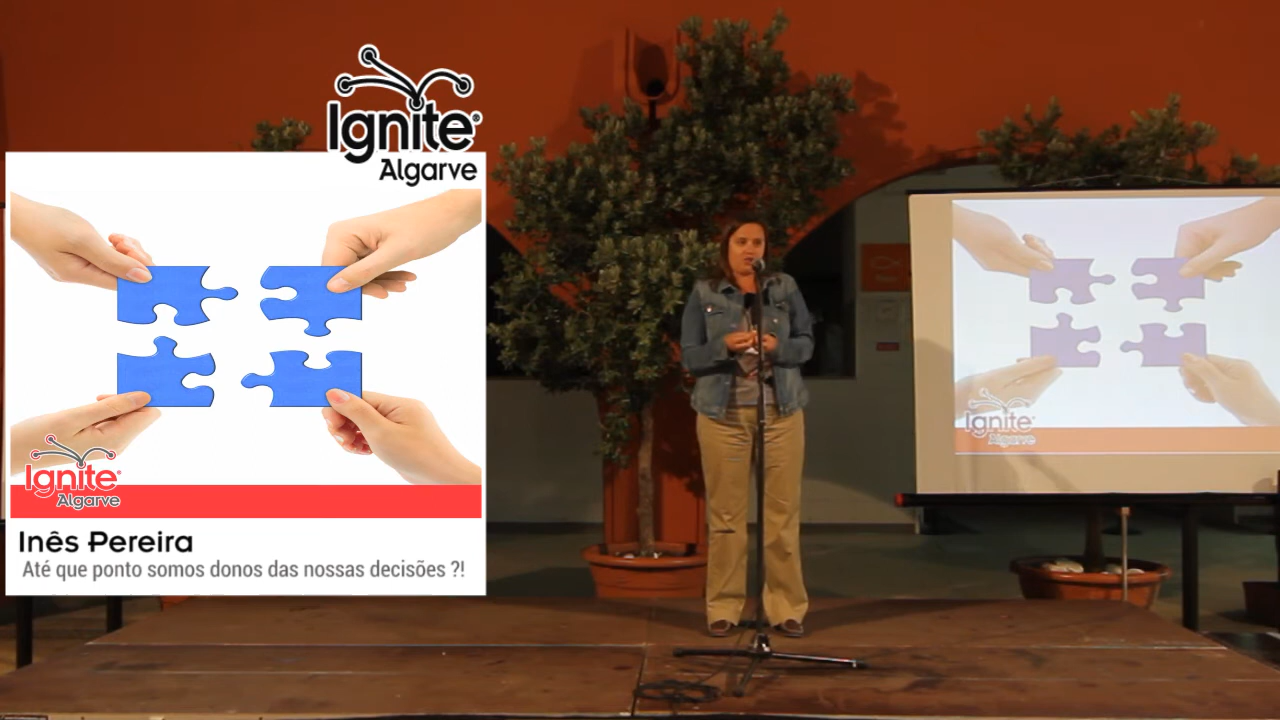 Ignite
Algarve
Ignite
Algarve
Inês Pereira
Até que ponto somos donos das nossas decisões ?!
Ignite
Algarve